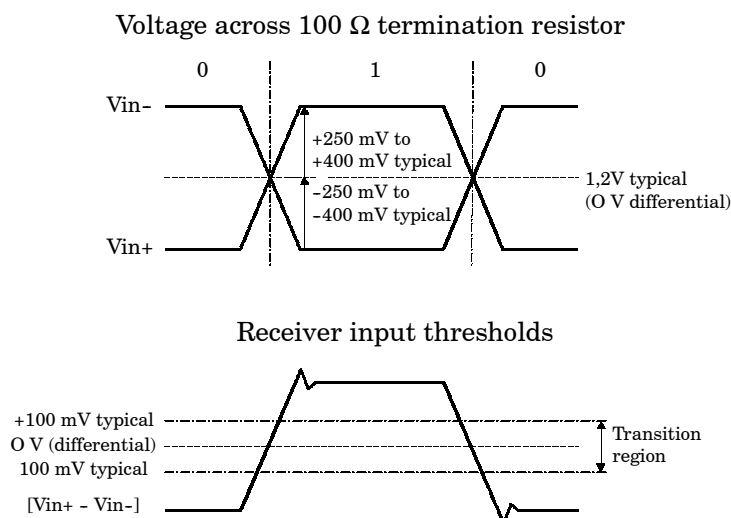 Voltage across 100 Ω termination resistor
0 1 0
Vin-
+250 mV to
+400 mV typical
-250 mV to
-400 mV typical
1,2V typical
(O V differential)
Vin+
Receiver input thresholds
+100 mV typical
O V (differential)
100 mV typical
Transition
region
[Vin+ - Vin-]